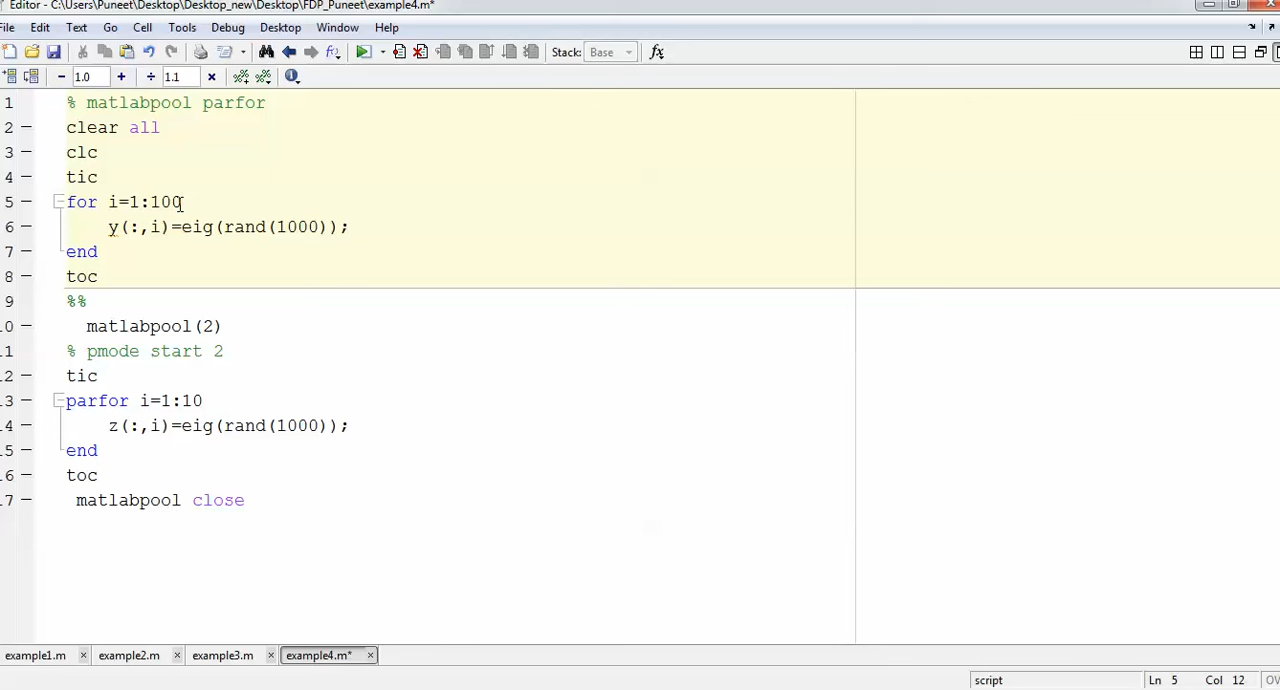 Editor - C:\Users\Puneet\Desktop\Desktop_new\Desktop\FDP_Puneet\example4.m*
File Edit Text Go Cell Tools Debug Desktop Window Help
Stack: Base fx
− 1.0 + ÷ 1.1 ×
1 % matlabpool parfor
2 − clear all
3 − clc
4 − tic
5 − for i=1:100
6 − y(:,i)=eig(rand(1000));
7 − end
8 − toc
9 %%
10 − matlabpool(2)
11 % pmode start 2
12 − tic
13 − parfor i=1:10
14 − z(:,i)=eig(rand(1000));
15 − end
16 − toc
17 − matlabpool close
example1.m × example2.m × example3.m × example4.m* ×
script Ln 5 Col 12